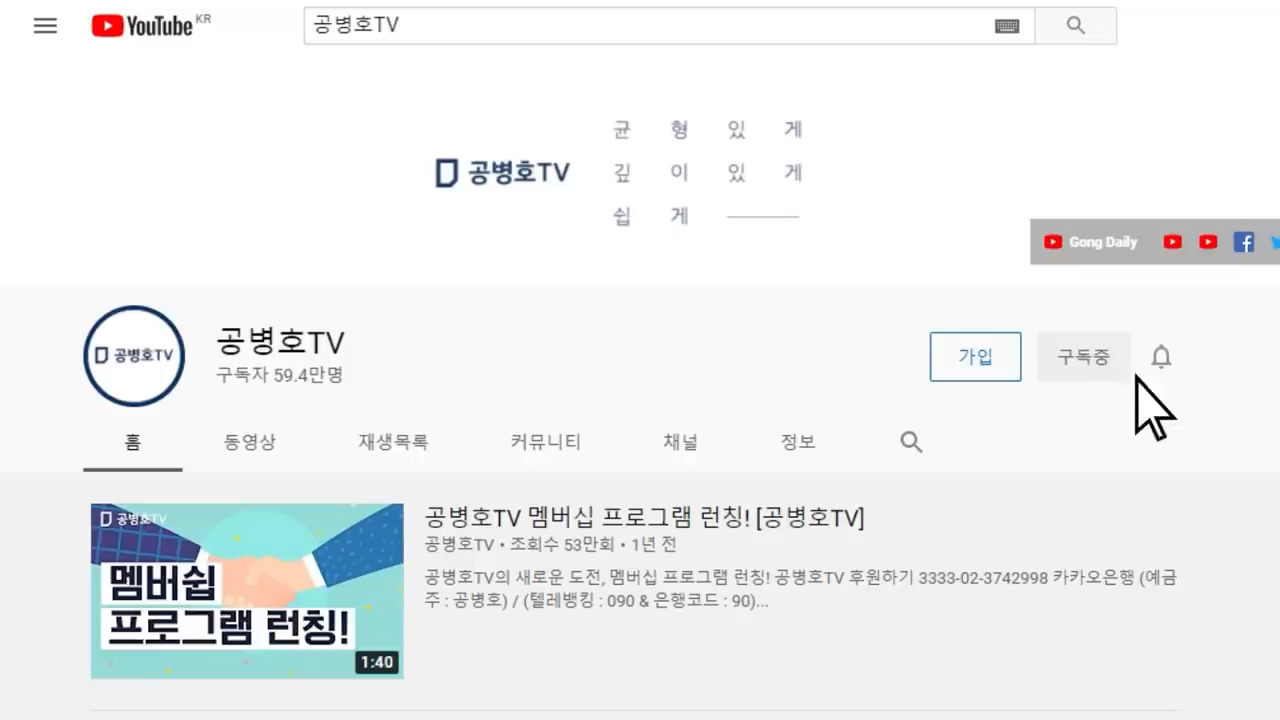 YouTube KR
공병호TV
균 형 있 게
공병호TV
깊 이 있 게
쉽 게
Gong Daily
공병호TV
공병호TV
구독자 59.4만명
가입
구독중
홈
동영상
재생목록
커뮤니티
채널
정보
공병호TV
멤버쉽
프로그램 런칭!
1:40
공병호TV 멤버십 프로그램 런칭! [공병호TV]
공병호TV • 조회수 53만회 • 1년 전
공병호TV의 새로운 도전, 멤버십 프로그램 런칭! 공병호TV 후원하기 3333-02-3742998 카카오은행 (예금
주 : 공병호) / (텔레뱅킹 : 090 & 은행코드 : 90)...